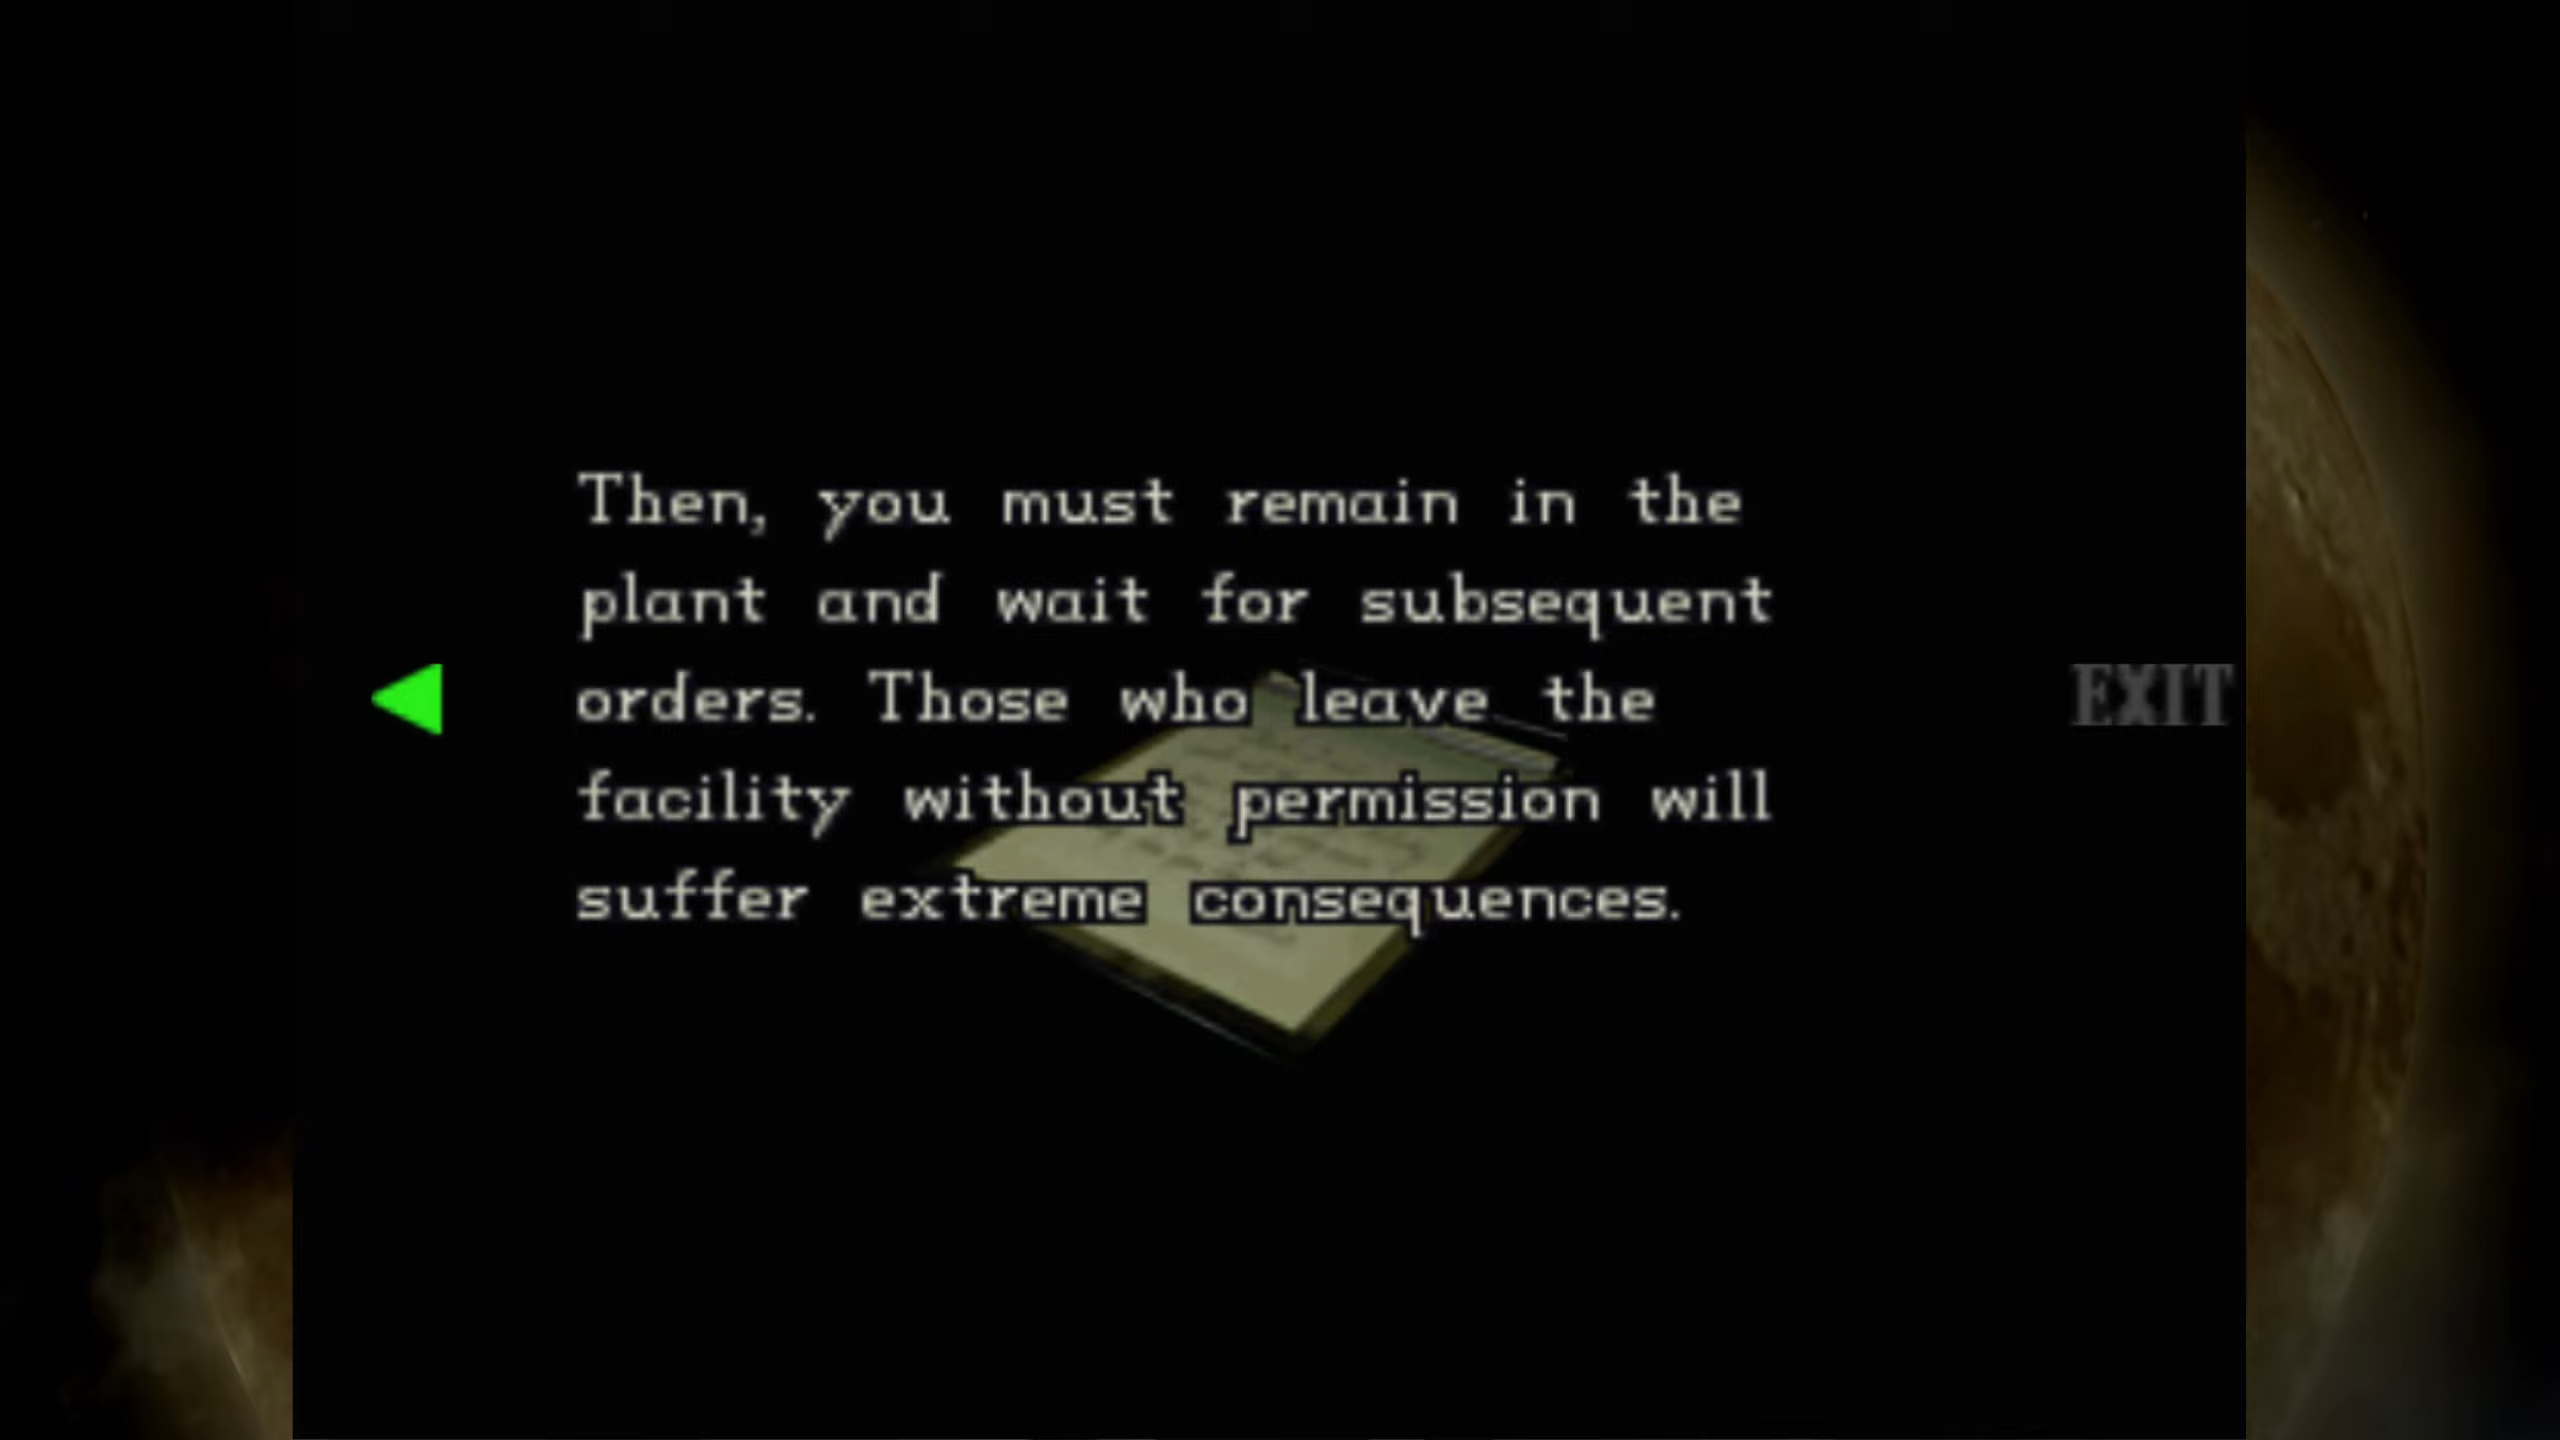 Then, you must remain in the
plant and wait for subsequent
orders. Those who leave the
facility without permission will
suffer extreme consequences.
EXIT